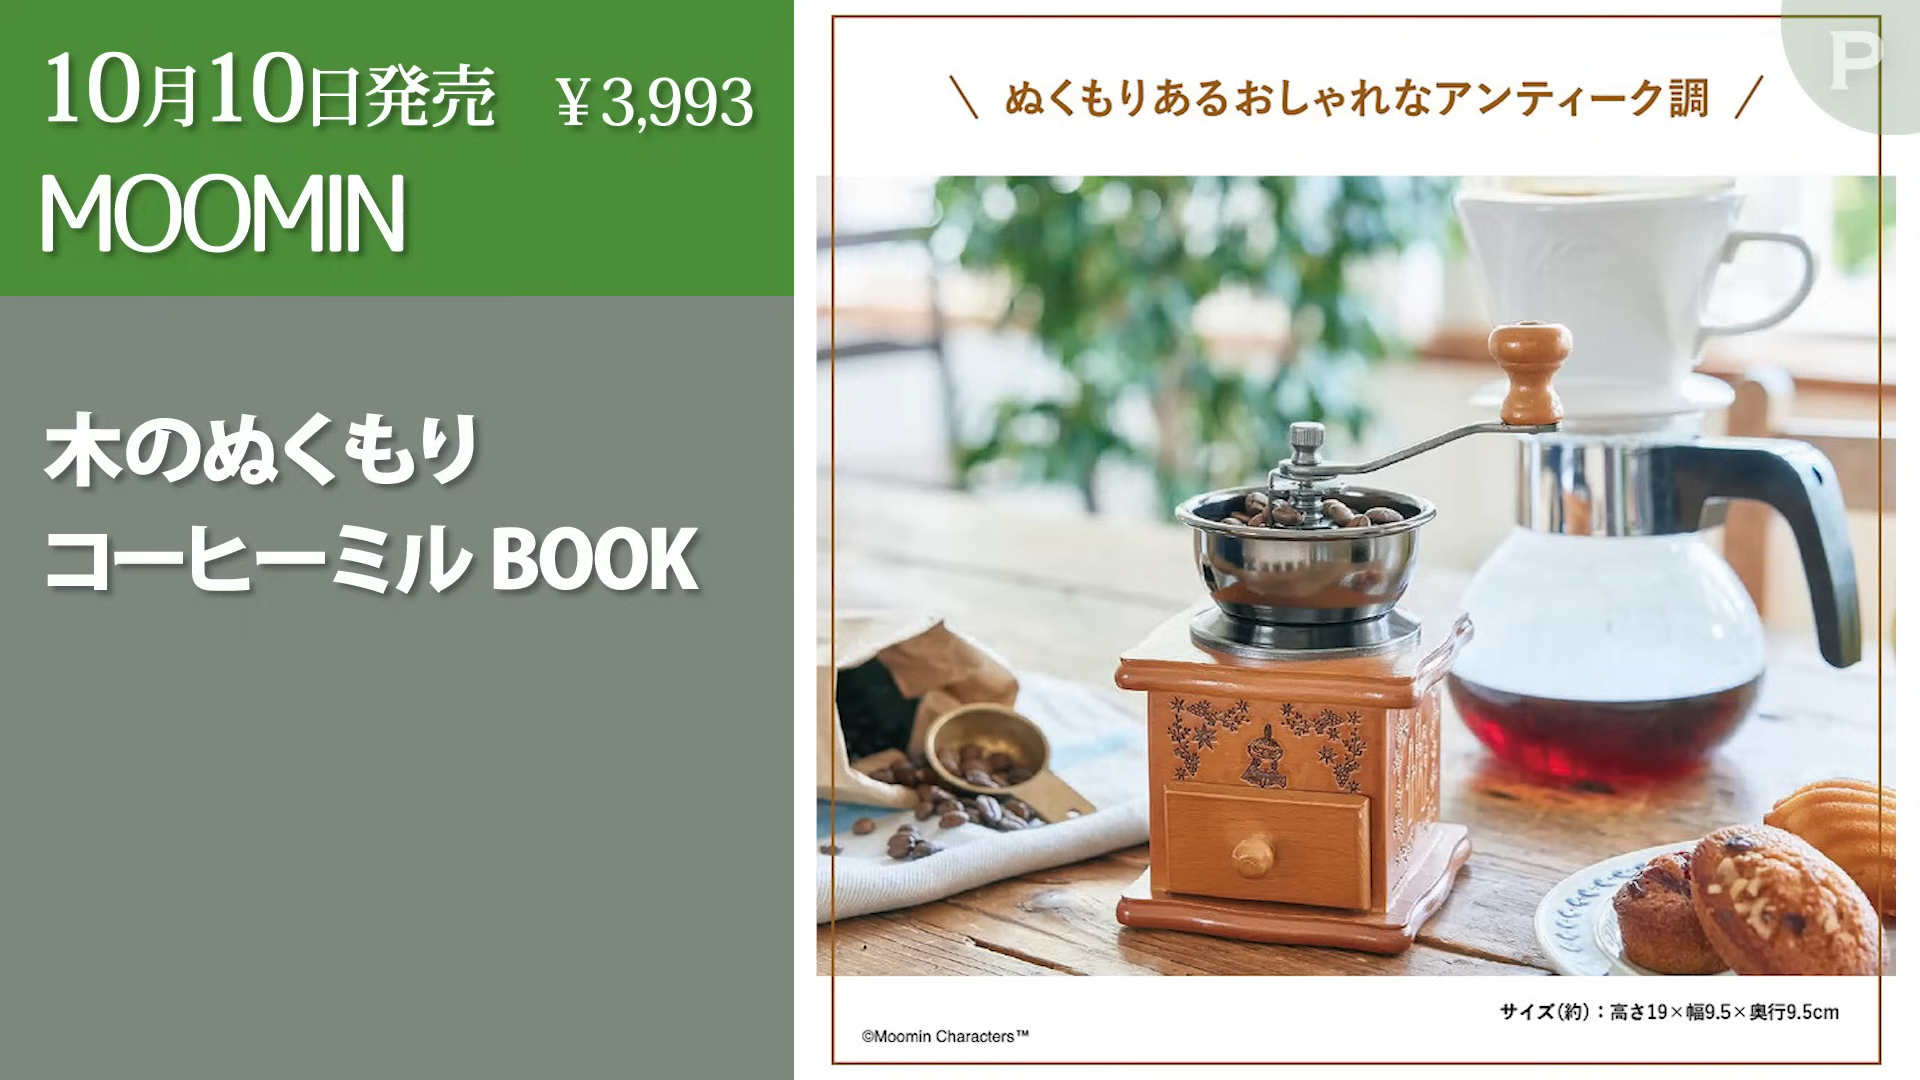 10月10日発売 ￥3,993
MOOMIN
木のぬくもり
コーヒーミル BOOK
＼ ぬくもりあるおしゃれなアンティーク調 ／
P
サイズ(約)：高さ19×幅9.5×奥行9.5cm
©Moomin Characters™